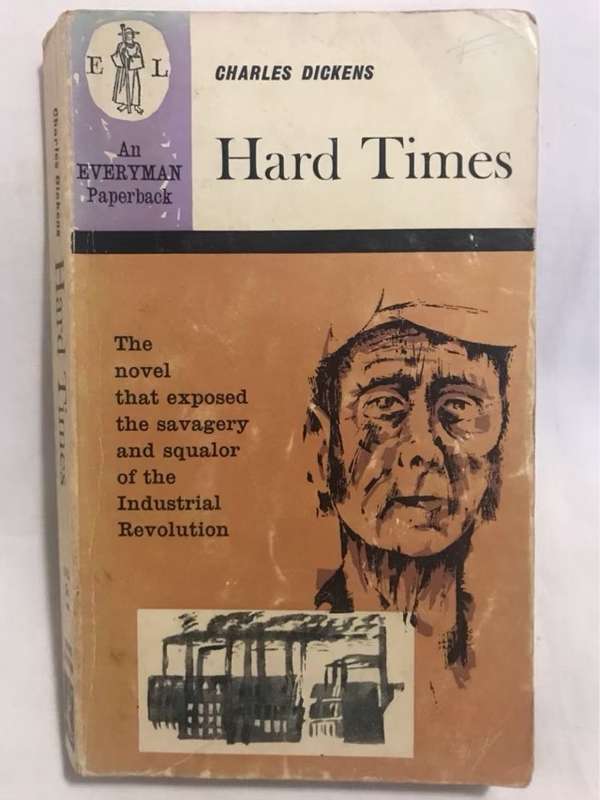 E L
An
EVERYMAN
Paperback
CHARLES DICKENS
Hard Times
The
novel
that exposed
the savagery
and squalor
of the
Industrial
Revolution
Charles Dickens
Hard Times